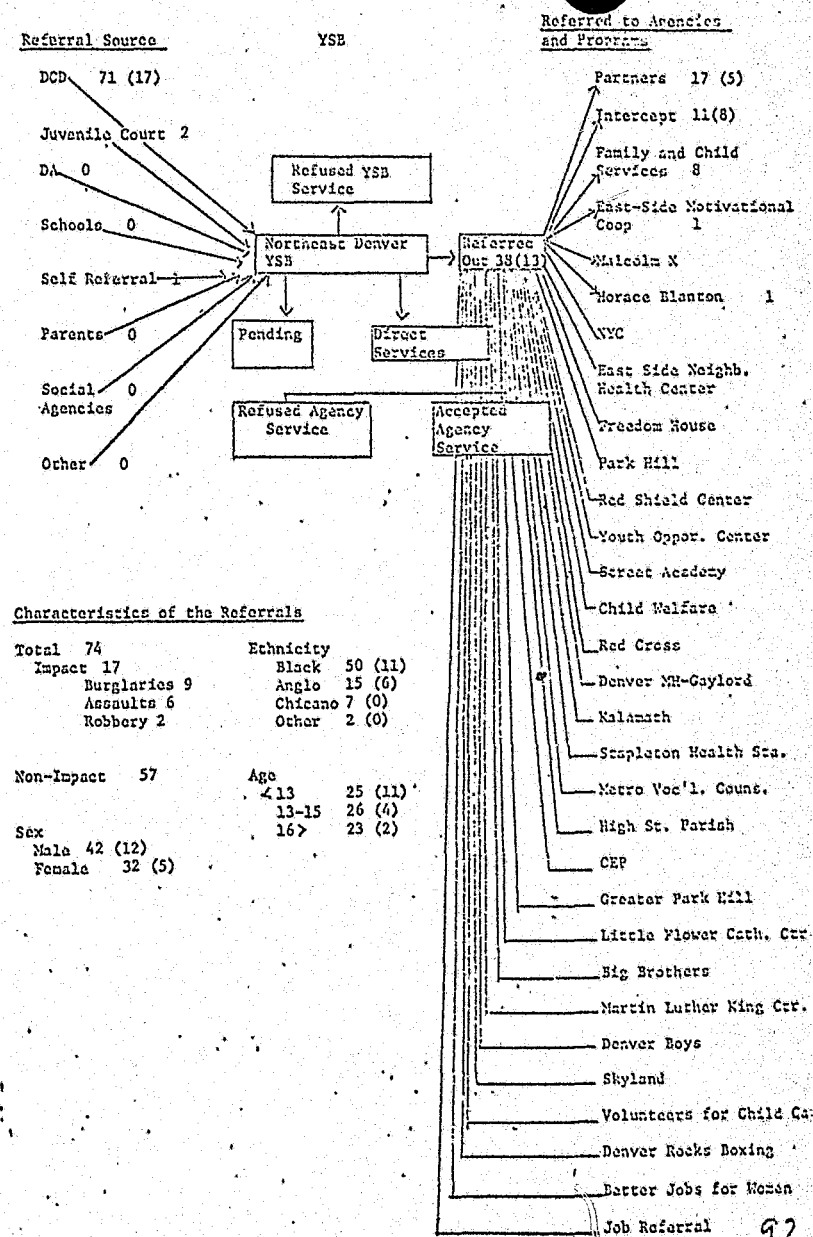 Referral Source
YSB
Referred to Agencies
and Programs
DCD 71 (17)
Juvenile Court 2
DA 0
Schools 0
Self Referral 1
Parents 0
Social 0
Agencies
Other 0
Refused YSB
Service
Northeast Denver
YSB
Referred
Out 38(13)
Pending
Direct
Services
Refused Agency
Service
Accepted
Agency
Service
Partners 17 (5)
Intercept 11(8)
Family and Child
Services 8
East-Side Motivational
Coop 1
Malcolm X
Horace Blanton 1
NYC
East Side Neighb.
Health Center
Freedom House
Park Hill
Red Shield Center
Youth Oppor. Center
Street Academy
Child Welfare
Red Cross
Denver MH-Gaylord
Kalamath
Stapleton Health Sta.
Metro Voc'l. Couns.
High St. Parish
CEP
Greater Park Hill
Little Flower Cath. Ctr
Big Brothers
Martin Luther King Ctr.
Denver Boys
Skyland
Volunteers for Child Ca
Denver Rocks Boxing
Better Jobs for Women
Job Referral
92
Characteristics of the Referrals
Total 74
Impact 17
Burglaries 9
Assaults 6
Robbery 2
Non-Impact 57
Sex
Male 42 (12)
Female 32 (5)
Ethnicity
Black 50 (11)
Anglo 15 (6)
Chicano 7 (0)
Other 2 (0)
Age
<13 25 (11)
13-15 26 (4)
16> 23 (2)